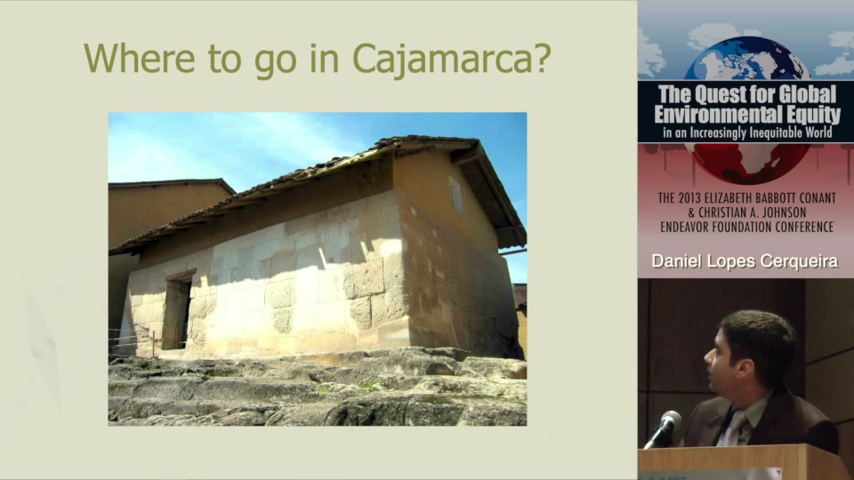 Where to go in Cajamarca?
The Quest for Global
Environmental Equity
in an Increasingly Inequitable World
THE 2013 ELIZABETH BABBOTT CONANT
& CHRISTIAN A. JOHNSON
ENDEAVOR FOUNDATION CONFERENCE
Daniel Lopes Cerqueira